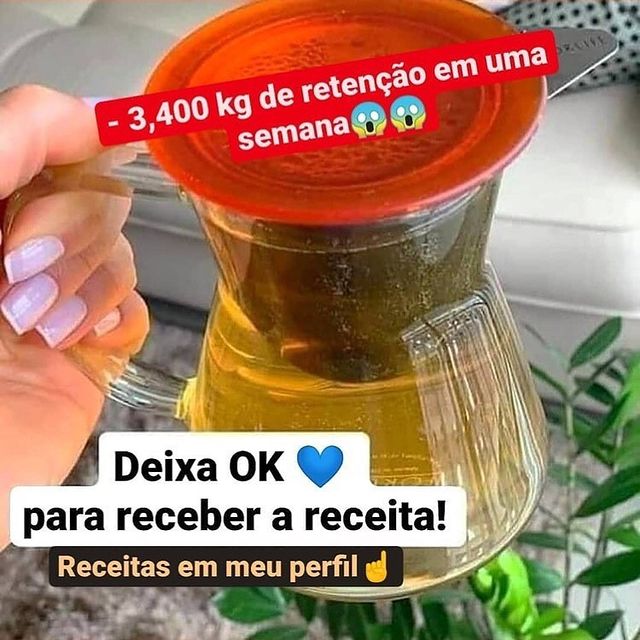 - 3,400 kg de retenção em uma
semana😱😱
Deixa OK 💙
para receber a receita!
Receitas em meu perfil☝️